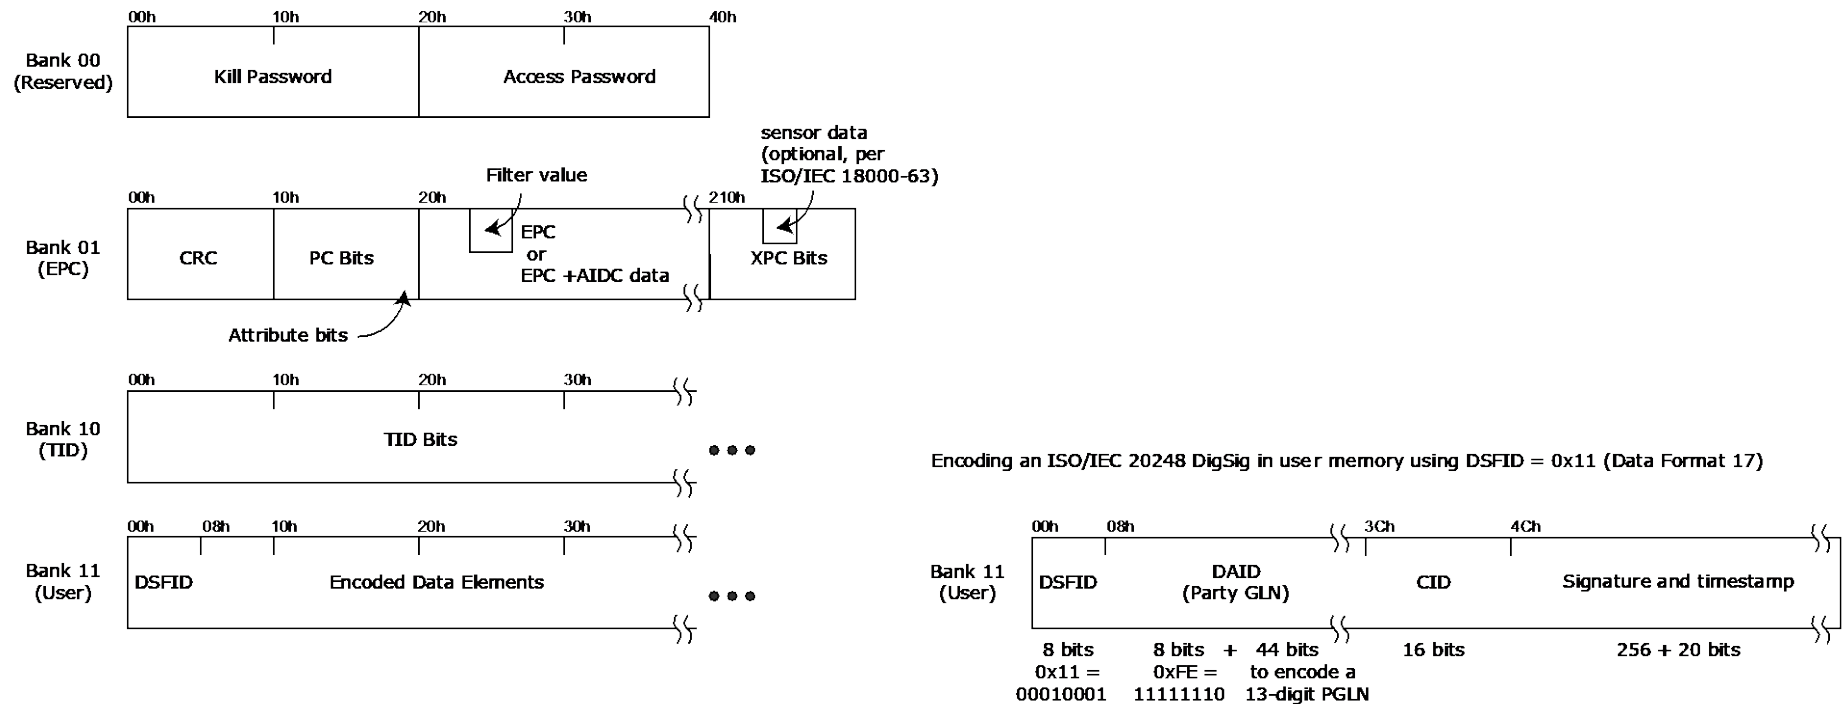 00h 10h 20h 30h 40h
Bank 00
(Reserved)
Kill Password
Access Password
sensor data
(optional, per
ISO/IEC 18000-63)
Filter value
00h 10h 20h 210h
Bank 01
(EPC)
CRC
PC Bits
EPC
or
EPC +AIDC data
XPC Bits
Attribute bits
00h 10h 20h 30h
Bank 10
(TID)
TID Bits
00h 08h 10h 20h 30h
Bank 11
(User)
DSFID
Encoded Data Elements
Encoding an ISO/IEC 20248 DigSig in user memory using DSFID = 0x11 (Data Format 17)
00h 08h 3Ch 4Ch
Bank 11
(User)
DSFID
DAID
(Party GLN)
CID
Signature and timestamp
8 bits
0x11 =
00010001
8 bits + 44 bits
0xFE = to encode a
11111110 13-digit PGLN
16 bits
256 + 20 bits